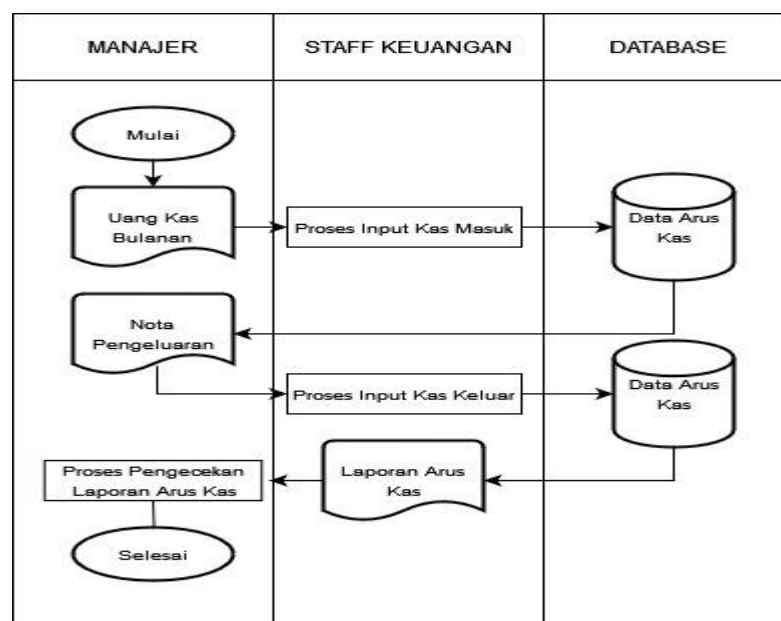 MANAJER
STAFF KEUANGAN
DATABASE
Mulai
Uang Kas
Bulanan
Proses Input Kas Masuk
Data Arus
Kas
Nota
Pengeluaran
Proses Input Kas Keluar
Data Arus
Kas
Laporan Arus
Kas
Proses Pengecekan
Laporan Arus Kas
Selesai